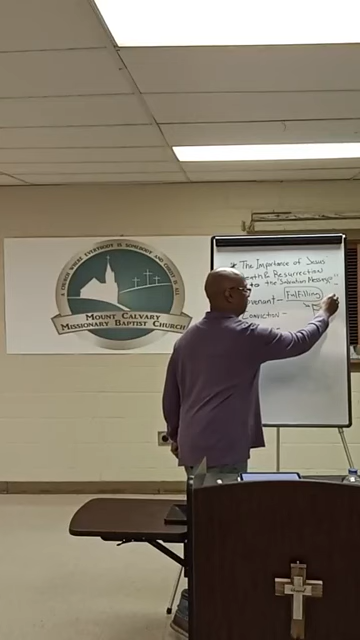 A CHURCH WHERE EVERYBODY IS SOMEBODY AND CHRIST IS ALL
MOUNT CALVARY
MISSIONARY BAPTIST CHURCH
* The Importance of Jesus
Death & Resurrection
to the Salvation Message"
ovenant - Fulfilling
Conviction -